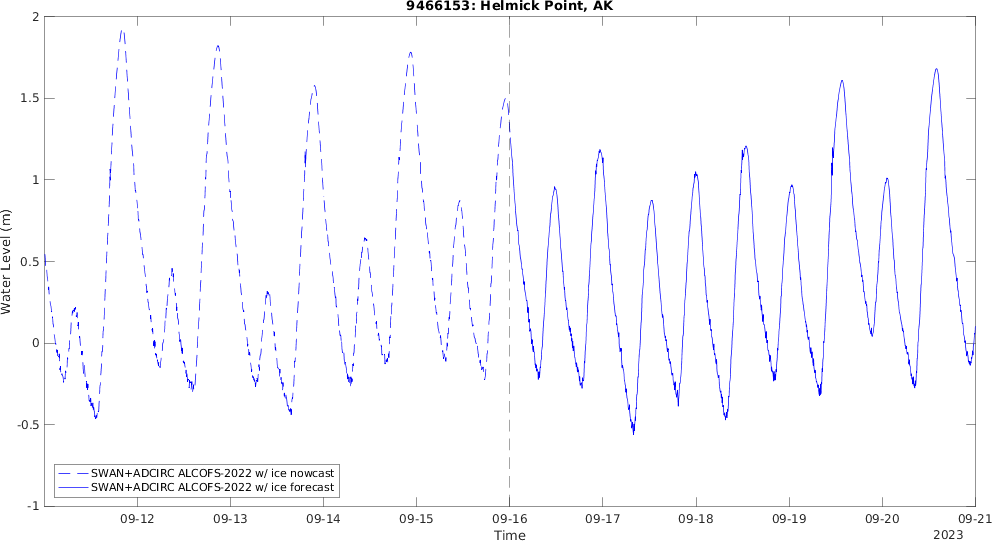 9466153: Helmick Point, AK
Water Level (m)
2
1.5
1
0.5
0
-0.5
-1
SWAN+ADCIRC ALCOFS-2022 w/ ice nowcast
SWAN+ADCIRC ALCOFS-2022 w/ ice forecast
09-12 09-13 09-14 09-15 09-16 09-17 09-18 09-19 09-20 09-21
Time
2023